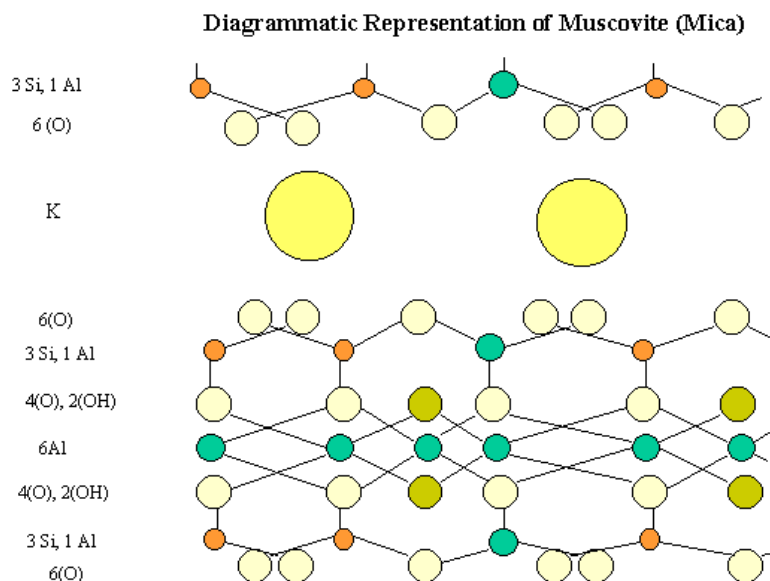 Diagrammatic Representation of Muscovite (Mica)
3 Si, 1 Al
6 (O)
K
6(O)
3 Si, 1 Al
4(O), 2(OH)
6Al
4(O), 2(OH)
3 Si, 1 Al
6(O)